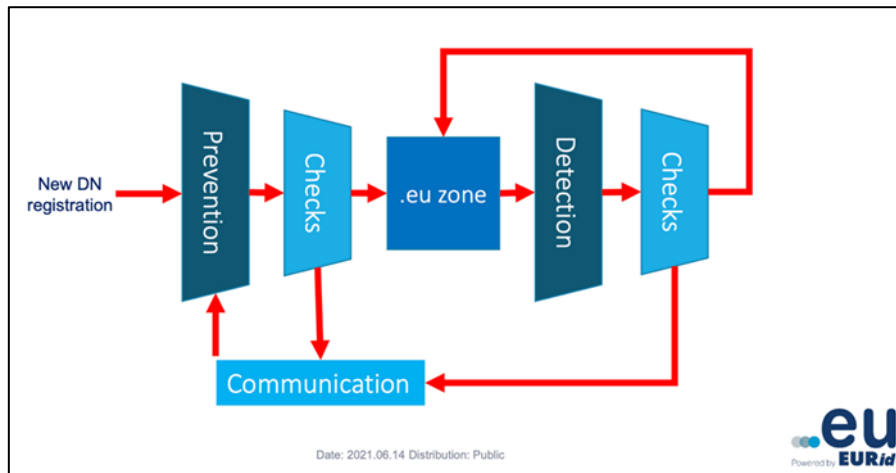 New DN
registration
Prevention
Checks
.eu zone
Detection
Checks
Communication
Date: 2021.06.14 Distribution: Public
.eu
Powered by EURid